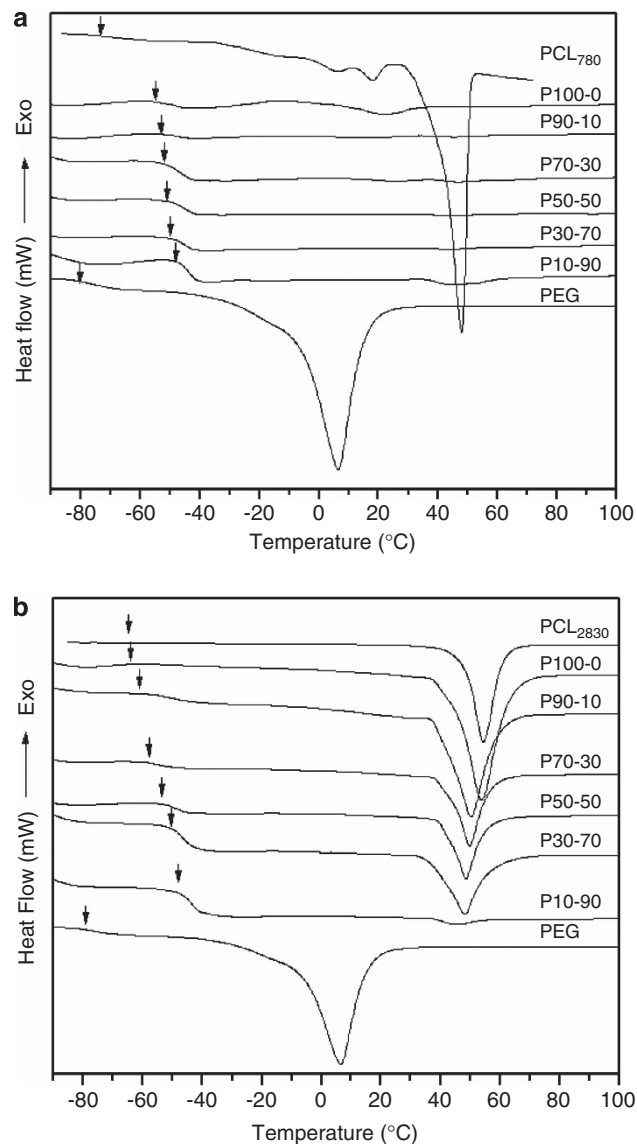 a
PCL780
P100-0
P90-10
P70-30
P50-50
P30-70
P10-90
PEG
Heat flow (mW) Exo
-80 -60 -40 -20 0 20 40 60 80 100
Temperature (°C)
b
PCL2830
P100-0
P90-10
P70-30
P50-50
P30-70
P10-90
PEG
Heat Flow (mW) Exo
-80 -60 -40 -20 0 20 40 60 80 100
Temperature (°C)